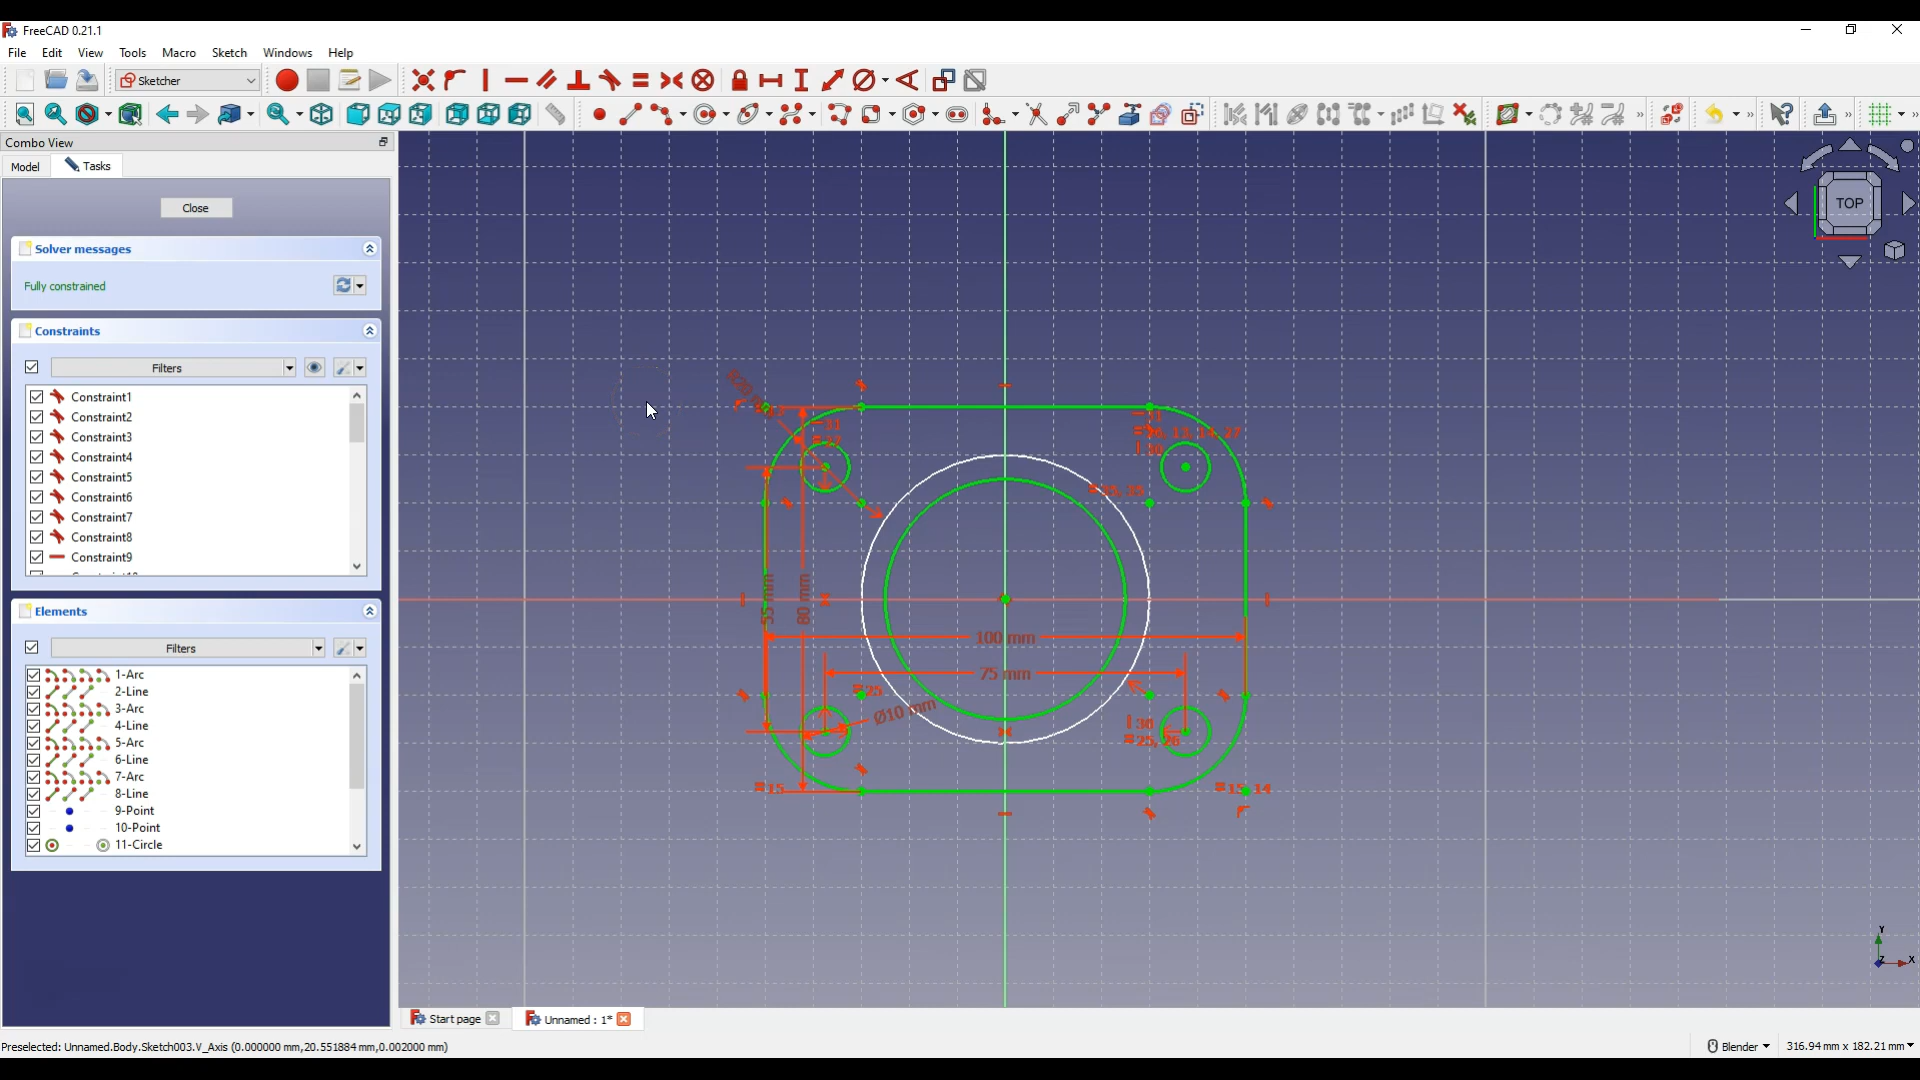 FreeCAD 0.21.1
File Edit View Tools Macro Sketch Windows Help
Sketcher
Combo View
Model Tasks
Close
Solver messages
Fully constrained
Constraints
Filters
Constraint1
Constraint2
Constraint3
Constraint4
Constraint5
Constraint6
Constraint7
Constraint8
Constraint9
Elements
Filters
1-Arc
2-Line
3-Arc
4-Line
5-Arc
6-Line
7-Arc
8-Line
9-Point
10-Point
11-Circle
TOP
55 mm
80 mm
100 mm
75 mm
Ø10 mm
Y
Z
X
Start page
Unnamed : 1*
Preselected: Unnamed.Body.Sketch003.V_Axis (0.000000 mm,20.551884 mm,0.002000 mm)
Blender
316.94 mm x 182.21 mm